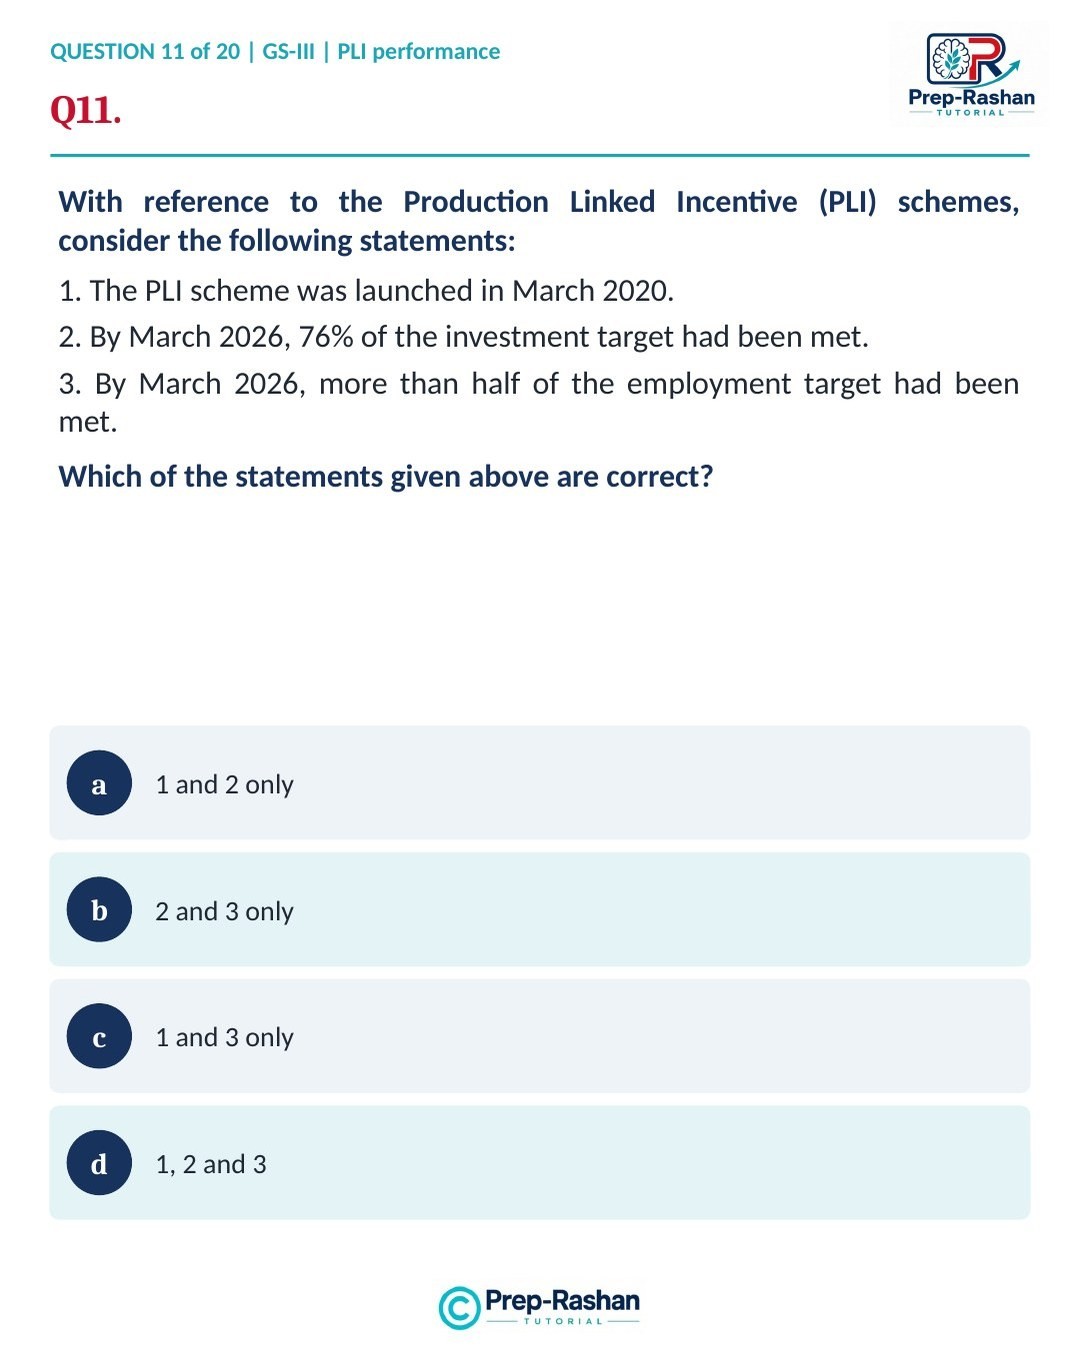 QUESTION 11 of 20 | GS-III | PLI performance
Prep-Rashan
TUTORIAL
Q11.
With reference to the Production Linked Incentive (PLI) schemes,
consider the following statements:
1. The PLI scheme was launched in March 2020.
2. By March 2026, 76% of the investment target had been met.
3. By March 2026, more than half of the employment target had been
met.
Which of the statements given above are correct?
a 1 and 2 only
b 2 and 3 only
c 1 and 3 only
d 1, 2 and 3
© Prep-Rashan
TUTORIAL